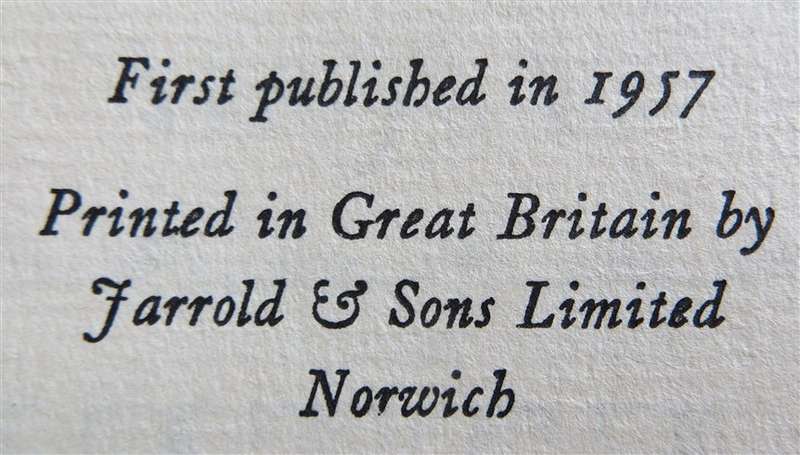 First published in 1957
Printed in Great Britain by
Jarrold & Sons Limited
Norwich